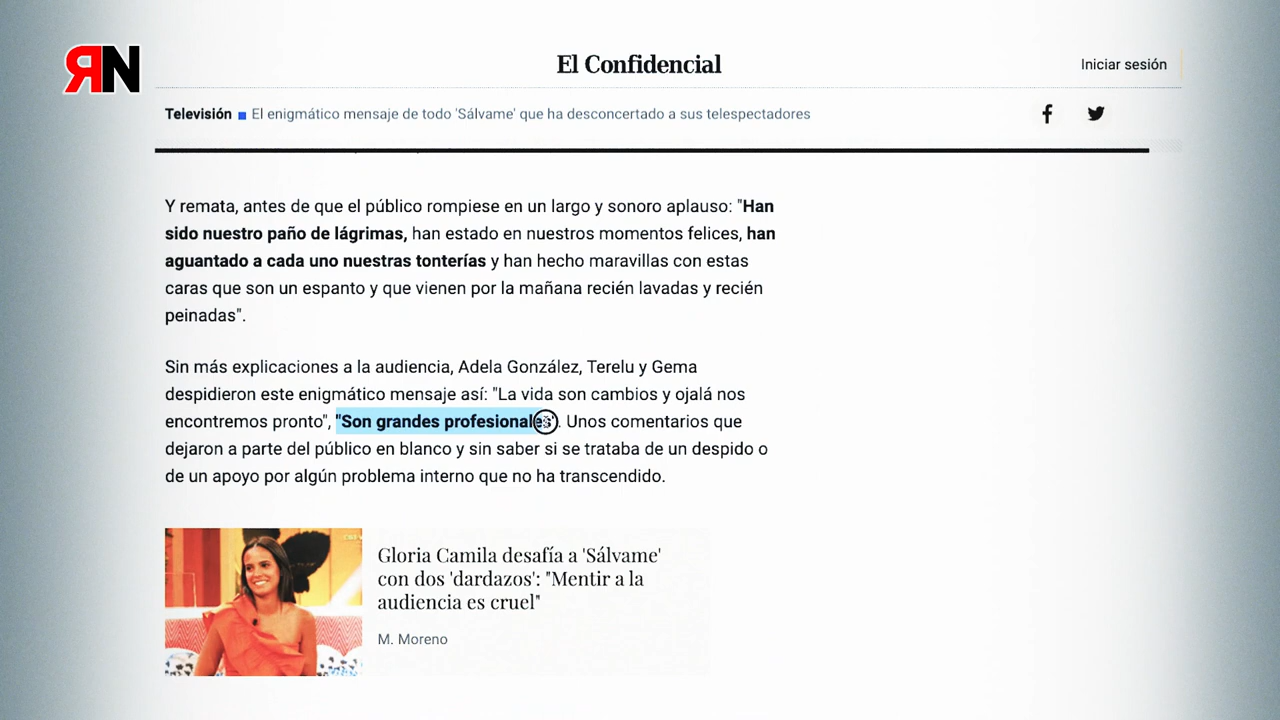 ЯN
El Confidencial
Iniciar sesión
Televisión El enigmático mensaje de todo 'Sálvame' que ha desconcertado a sus telespectadores
Y remata, antes de que el público rompiese en un largo y sonoro aplauso: "Han
sido nuestro paño de lágrimas, han estado en nuestros momentos felices, han
aguantado a cada uno nuestras tonterías y han hecho maravillas con estas
caras que son un espanto y que vienen por la mañana recién lavadas y recién
peinadas".
Sin más explicaciones a la audiencia, Adela González, Terelu y Gema
despidieron este enigmático mensaje así: "La vida son cambios y ojalá nos
encontremos pronto", "Son grandes profesionales". Unos comentarios que
dejaron a parte del público en blanco y sin saber si se trataba de un despido o
de un apoyo por algún problema interno que no ha transcendido.
Gloria Camila desafía a 'Sálvame'
con dos 'dardazos': "Mentir a la
audiencia es cruel"
M. Moreno